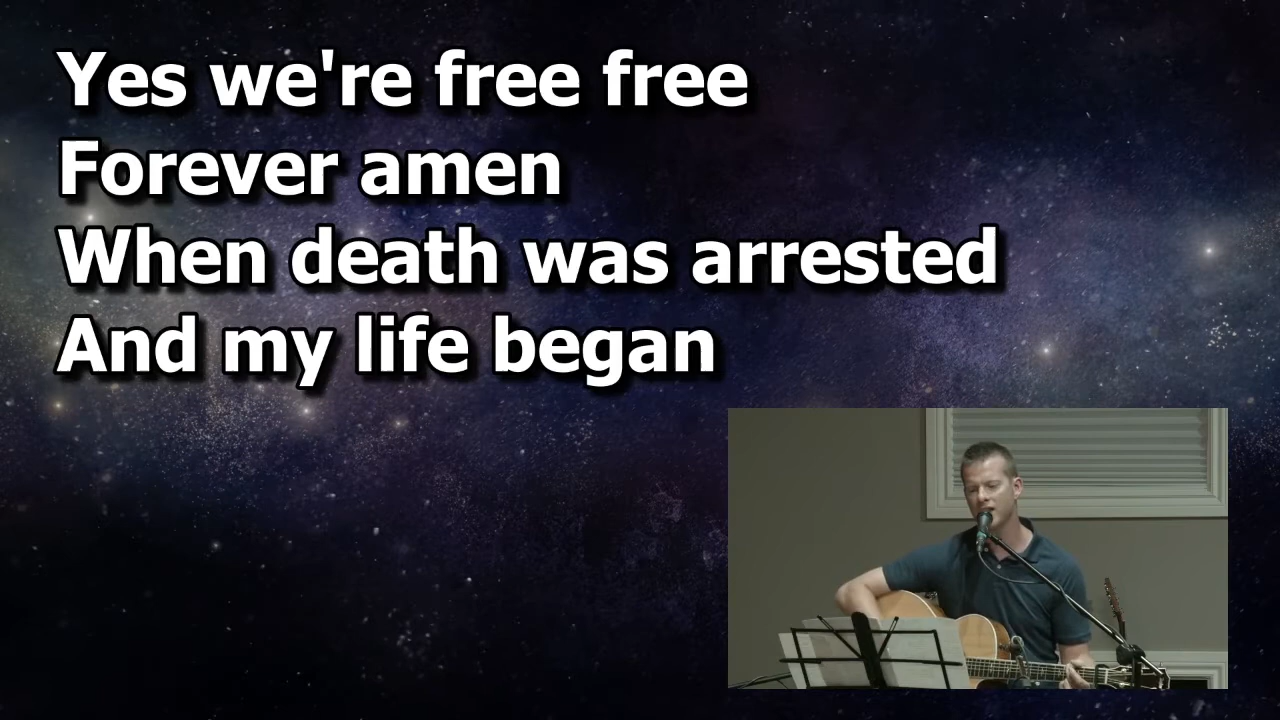 Yes we're free free
Forever amen
When death was arrested
And my life began